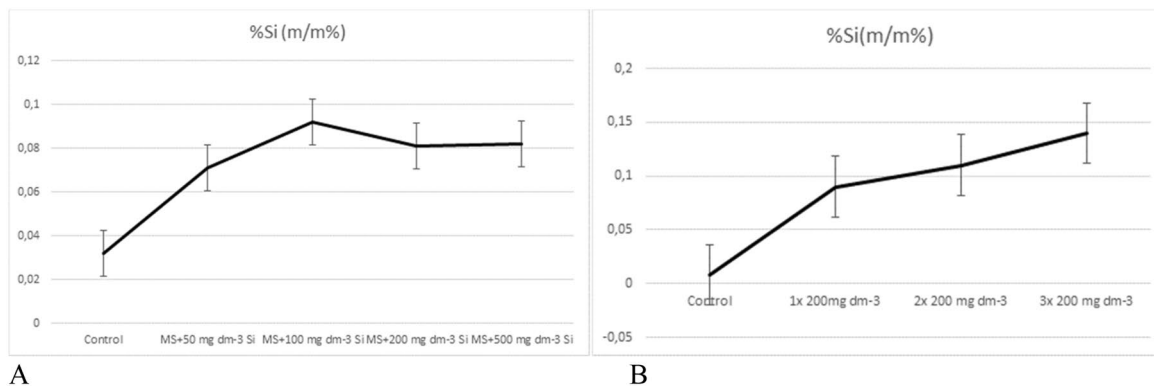 %Si (m/m%)
0,12
0,1
0,08
0,06
0,04
0,02
0
Control MS+50 mg dm-3 Si MS+100 mg dm-3 Si MS+200 mg dm-3 Si MS+500 mg dm-3 Si
A
%Si(m/m%)
0,2
0,15
0,1
0,05
0
-0,05
Control 1x 200mg dm-3 2x 200 mg dm-3 3x 200 mg dm-3
B